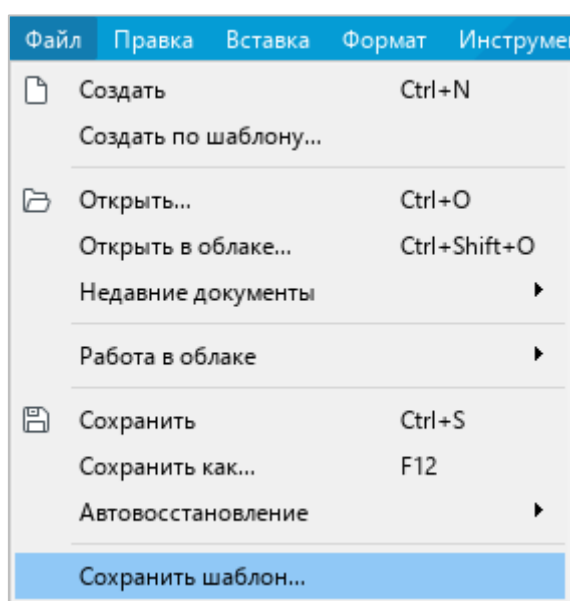 Файл Правка Вставка Формат Инструме
Создать Ctrl+N
Создать по шаблону...
Открыть... Ctrl+O
Открыть в облаке... Ctrl+Shift+O
Недавние документы
Работа в облаке
Сохранить Ctrl+S
Сохранить как... F12
Автовосстановление
Сохранить шаблон...